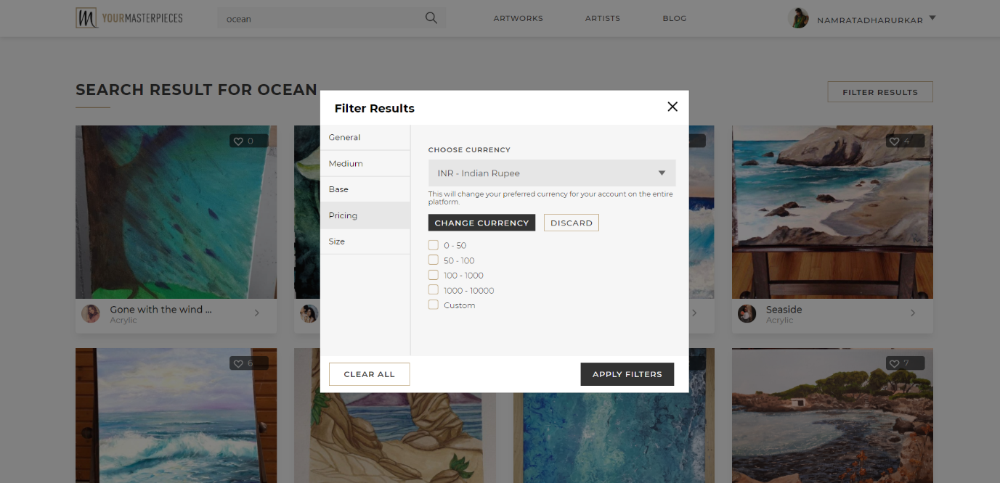 YOURMASTERPIECES
ocean
ARTWORKS
ARTISTS
BLOG
NAMRATADHARURKAR
SEARCH RESULT FOR OCEAN
FILTER RESULTS
Filter Results
General
Medium
Base
Pricing
Size
CHOOSE CURRENCY
INR - Indian Rupee
This will change your preferred currency for your account on the entire
platform.
CHANGE CURRENCY
DISCARD
0 - 50
50 - 100
100 - 1000
1000 - 10000
Custom
CLEAR ALL
APPLY FILTERS
0
4
Gone with the wind ...
Acrylic
Seaside
Acrylic
6
7